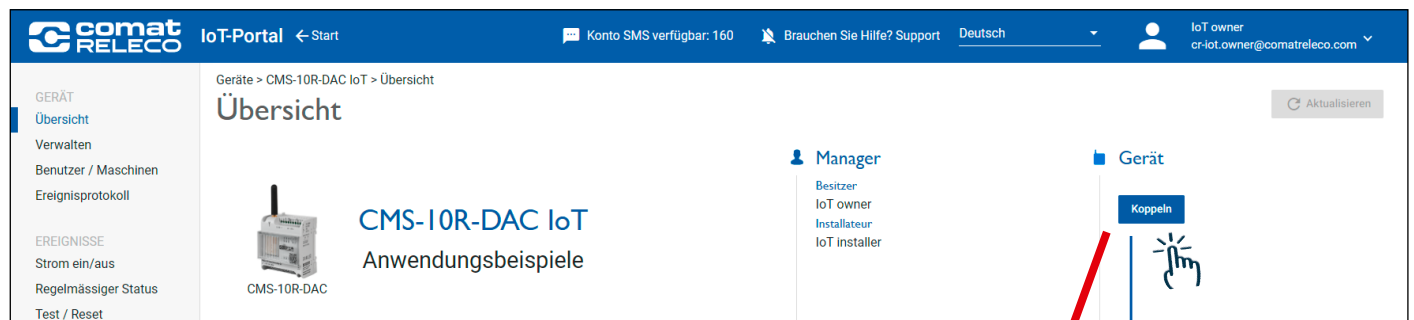 comat
RELECO
IoT-Portal ← Start
Konto SMS verfügbar: 160
Brauchen Sie Hilfe? Support
Deutsch
IoT owner
cr-iot.owner@comatreleco.com
GERÄT
Übersicht
Verwalten
Benutzer / Maschinen
Ereignisprotokoll
EREIGNISSE
Strom ein/aus
Regelmässiger Status
Test / Reset
Geräte > CMS-10R-DAC IoT > Übersicht
Übersicht
Aktualisieren
CMS-10R-DAC
CMS-10R-DAC IoT
Anwendungsbeispiele
Manager
Besitzer
IoT owner
Installateur
IoT installer
Gerät
Koppeln